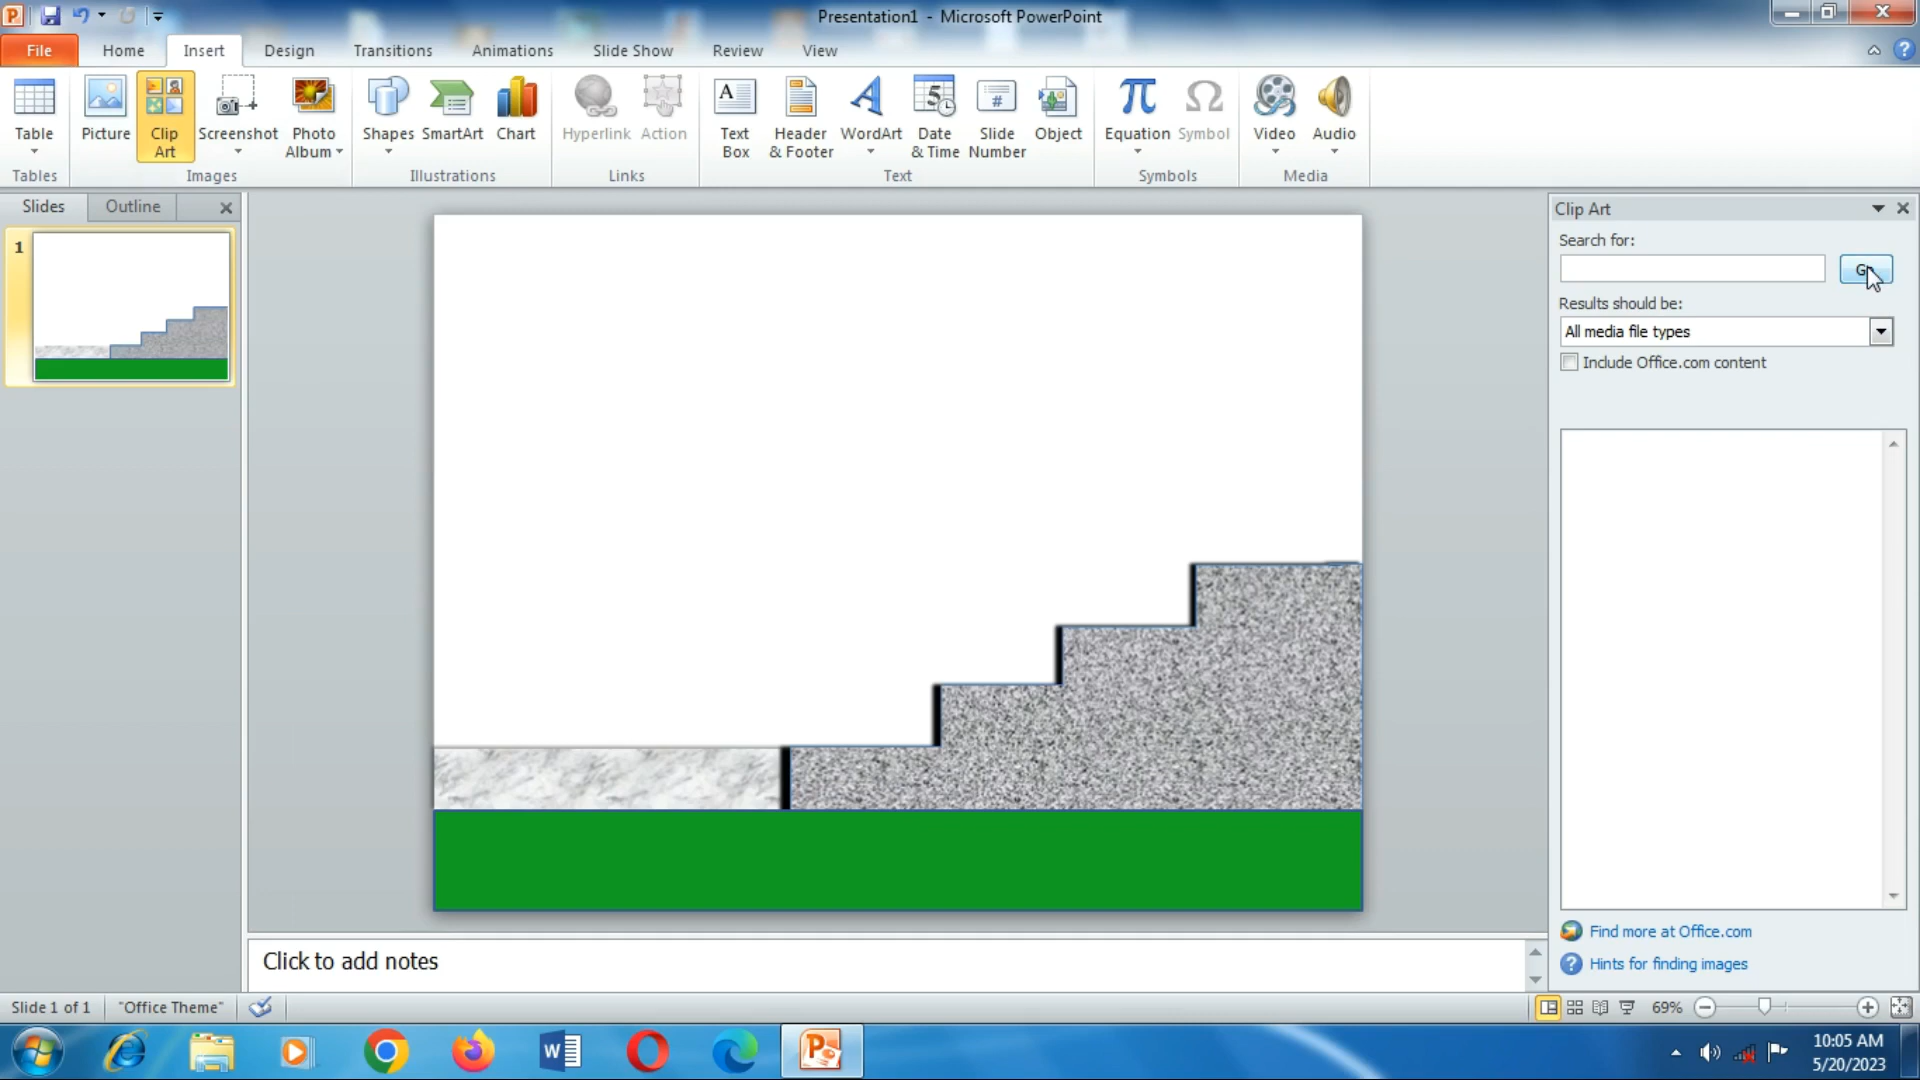 Presentation1 - Microsoft PowerPoint
File Home Insert Design Transitions Animations Slide Show Review View
Table
Picture
Clip Art
Screenshot
Photo Album
Shapes
SmartArt
Chart
Hyperlink
Action
Text Box
Header & Footer
WordArt
Date & Time
Slide Number
Object
Equation
Symbol
Video
Audio
Tables Images Illustrations Links Text Symbols Media
Slides Outline
1
Clip Art
Search for:
Results should be:
All media file types
Include Office.com content
Find more at Office.com
Hints for finding images
Click to add notes
Slide 1 of 1 "Office Theme" 69%
10:05 AM
5/20/2023